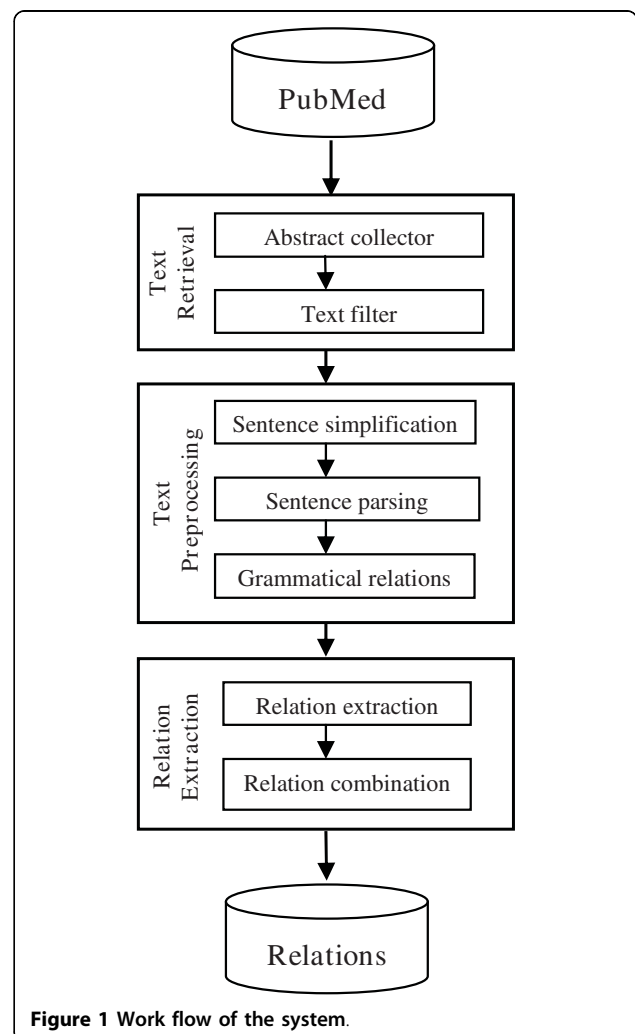 PubMed
Text
Retrieval
Abstract collector
Text filter
Text
Preprocessing
Sentence simplification
Sentence parsing
Grammatical relations
Relation
Extraction
Relation extraction
Relation combination
Relations
Figure 1 Work flow of the system.